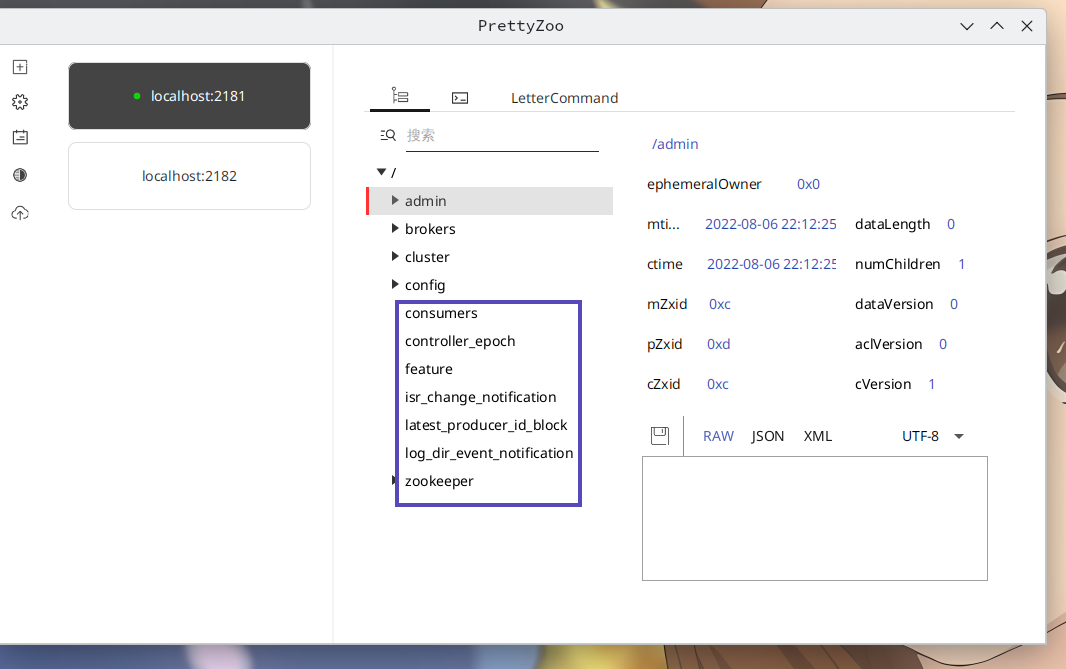 PrettyZoo
localhost:2181
localhost:2182
LetterCommand
搜索
/
admin
brokers
cluster
config
consumers
controller_epoch
feature
isr_change_notification
latest_producer_id_block
log_dir_event_notification
zookeeper
/admin
ephemeralOwner 0x0
mti... 2022-08-06 22:12:25 dataLength 0
ctime 2022-08-06 22:12:25 numChildren 1
mZxid 0xc dataVersion 0
pZxid 0xd aclVersion 0
cZxid 0xc cVersion 1
RAW JSON XML UTF-8